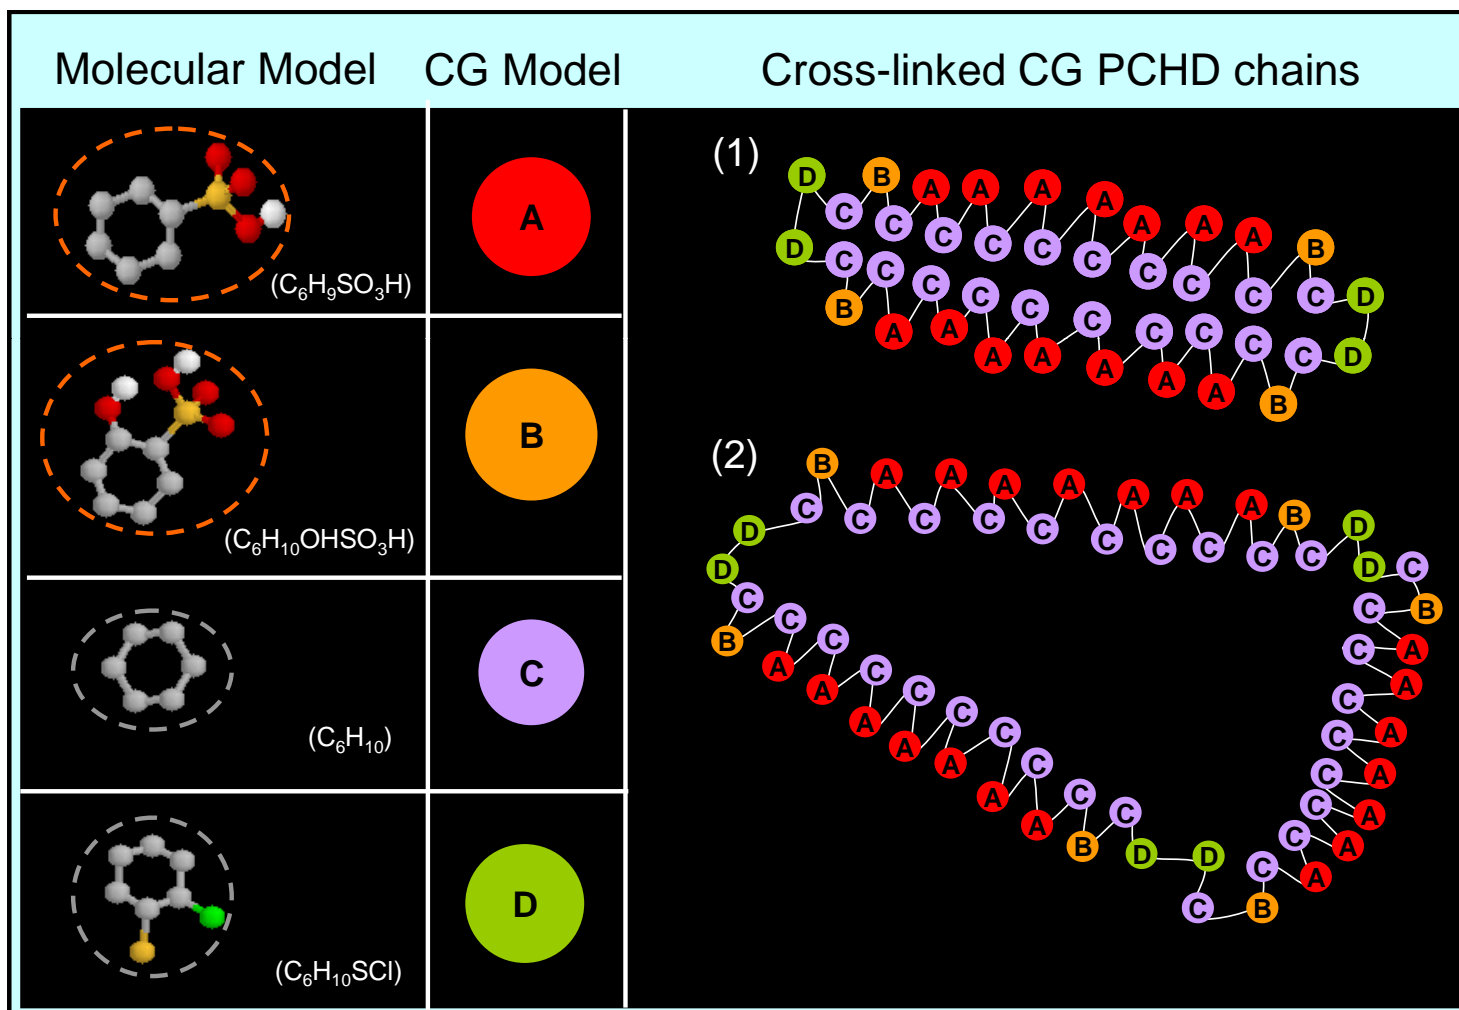 Molecular Model
CG Model
Cross-linked CG PCHD chains
(C6H9SO3H)
A
(C6H10OHSO3H)
B
(C6H10)
C
(C6H10SCl)
D
(1)
D B A A A A A A A B
C C C C C C C C C C D
D C C C C C C C C C C D
B A A A A A A A B
(2)
B A A A A A A A B D
D C C C C C C C C C C D C
D C C C C C C C C C C
B A A A A A A A B D
C C C C C C C C C
B A A A A A A A B
D C